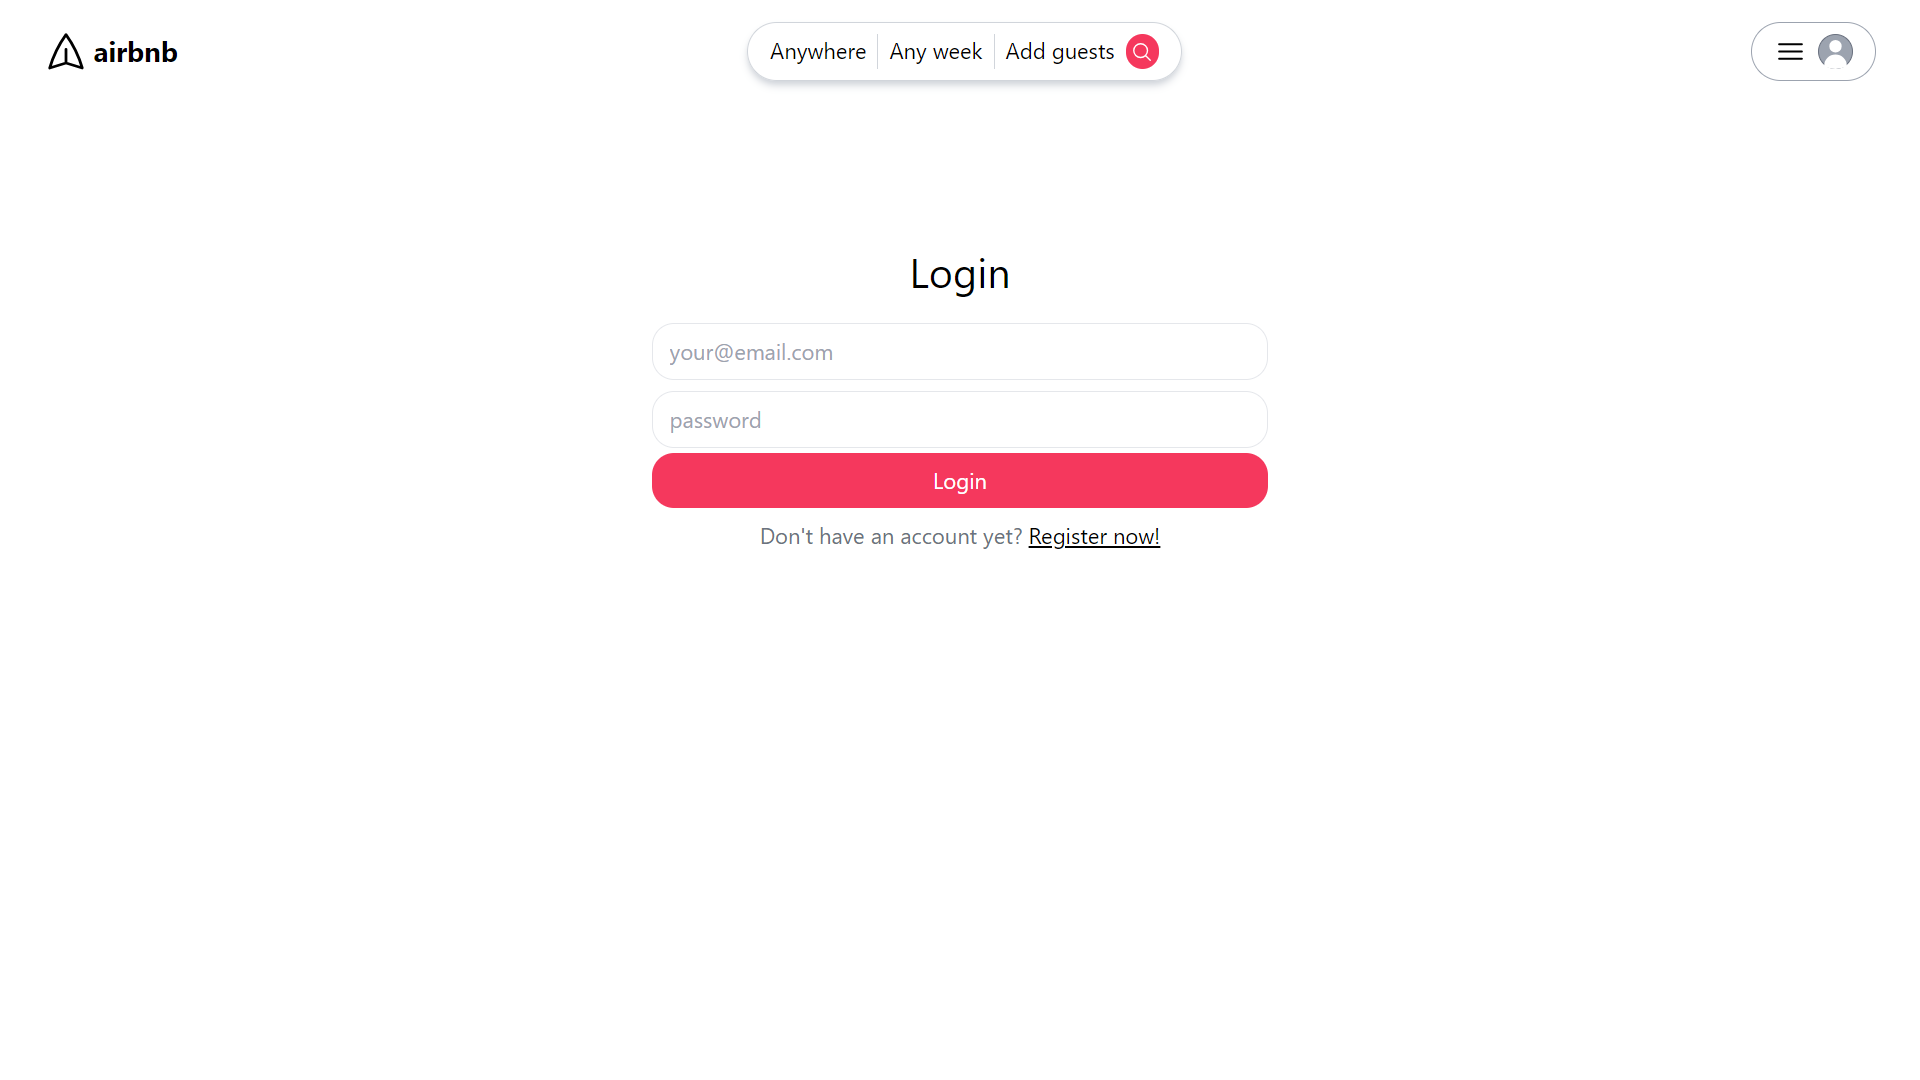 airbnb
Anywhere Any week Add guests
Login
your@email.com
password
Login
Don't have an account yet? Register now!